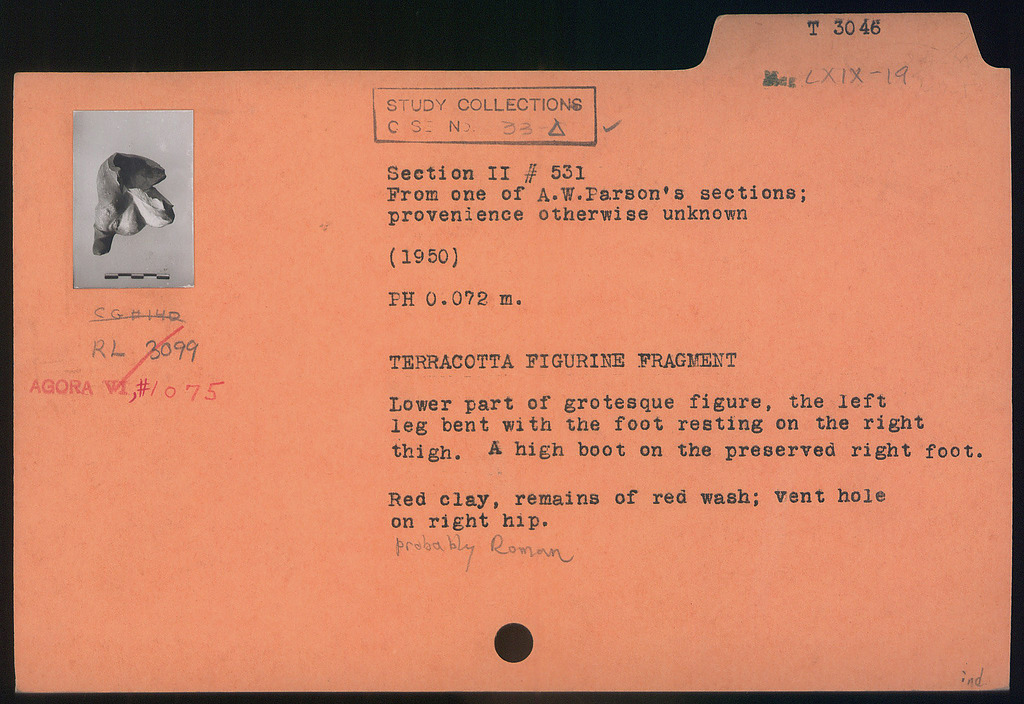 T 3046
LXIX-19
STUDY COLLECTIONS
C SE NO. 33-Δ ✓
Section II # 531
From one of A.W.Parson's sections;
provenience otherwise unknown
(1950)
PH 0.072 m.
RL 3099
AGORA VI, #1075
TERRACOTTA FIGURINE FRAGMENT
Lower part of grotesque figure, the left
leg bent with the foot resting on the right
thigh. A high boot on the preserved right foot.
Red clay, remains of red wash; vent hole
on right hip.
probably Roman
ind